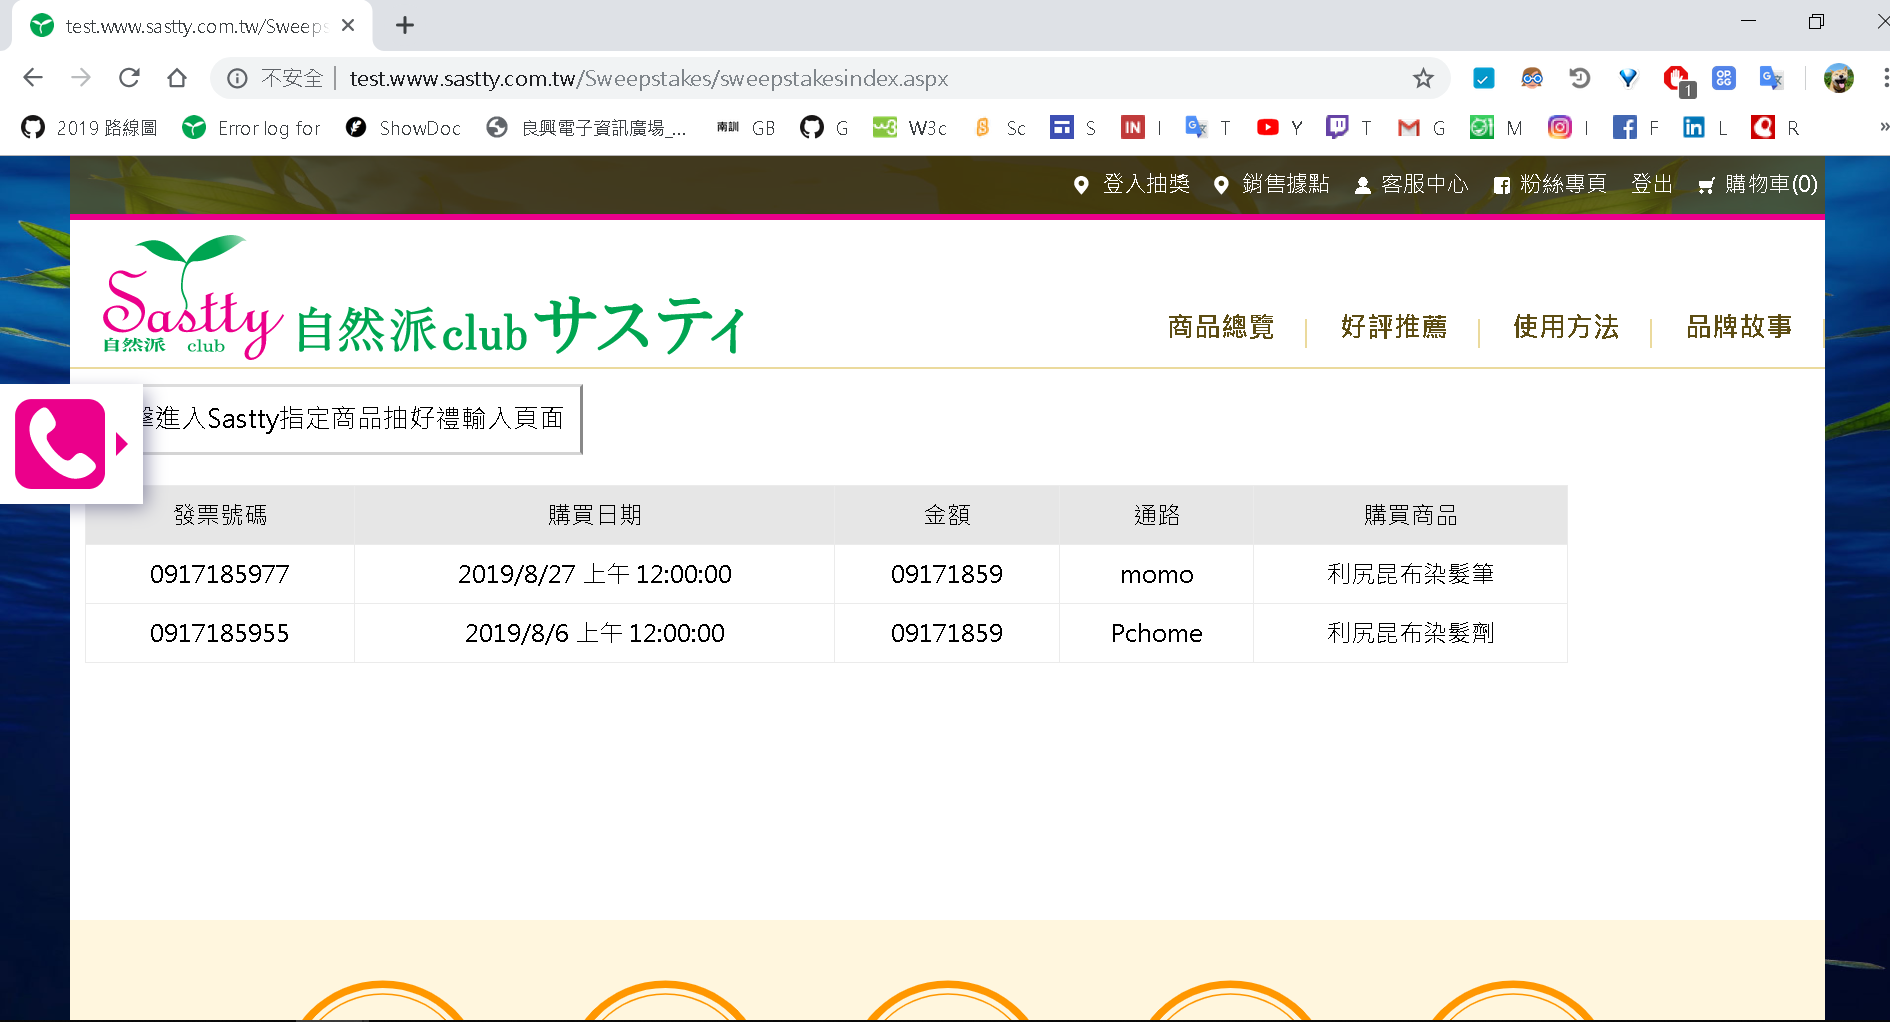 test.www.sastty.com.tw/Sweeps
不安全 test.www.sastty.com.tw/Sweepstakes/sweepstakesindex.aspx
1
2019 路線圖 Error log for ShowDoc 良興電子資訊廣場_... 南訓 GB G W3c Sc S IN I T Y T G M I F in L R »
登入抽獎 銷售據點 客服中心 粉絲專頁 登出 購物車(0)
Sastty 自然派club サスティ
自然派 club
商品總覽 好評推薦 使用方法 品牌故事
進入Sastty指定商品抽好禮輸入頁面
發票號碼 購買日期 金額 通路 購買商品
0917185977 2019/8/27 上午 12:00:00 09171859 momo 利尻昆布染髮筆
0917185955 2019/8/6 上午 12:00:00 09171859 Pchome 利尻昆布染髮劑